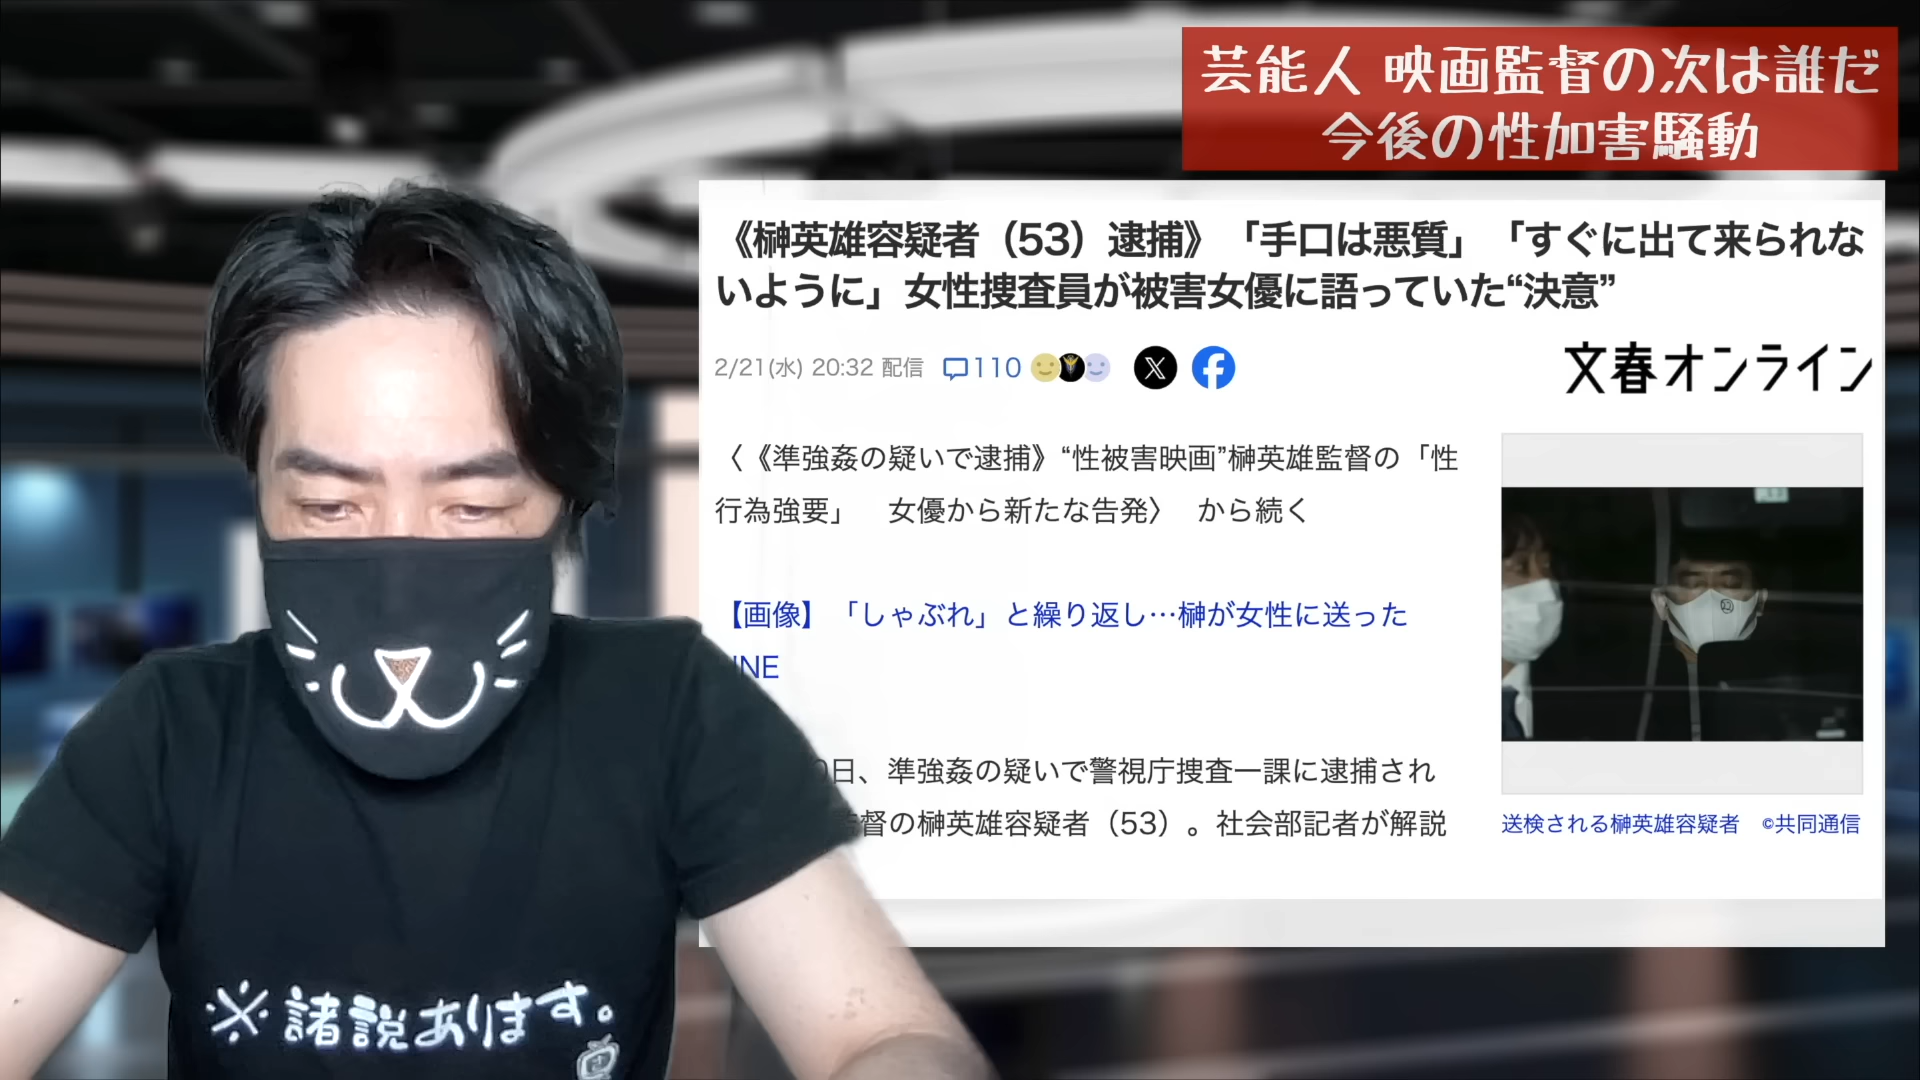 芸能人 映画監督の次は誰だ
今後の性加害騒動
《榊英雄容疑者（53）逮捕》「手口は悪質」「すぐに出て来られな
いように」女性捜査員が被害女優に語っていた“決意”
2/21(水) 20:32 配信 110
文春オンライン
〈《準強姦の疑いで逮捕》“性被害映画”榊英雄監督の「性
行為強要」 女優から新たな告発〉 から続く
【画像】「しゃぶれ」と繰り返し…榊が女性に送った
INE
0日、準強姦の疑いで警視庁捜査一課に逮捕され
監督の榊英雄容疑者（53）。社会部記者が解説
送検される榊英雄容疑者 ©共同通信
※諸説あります。